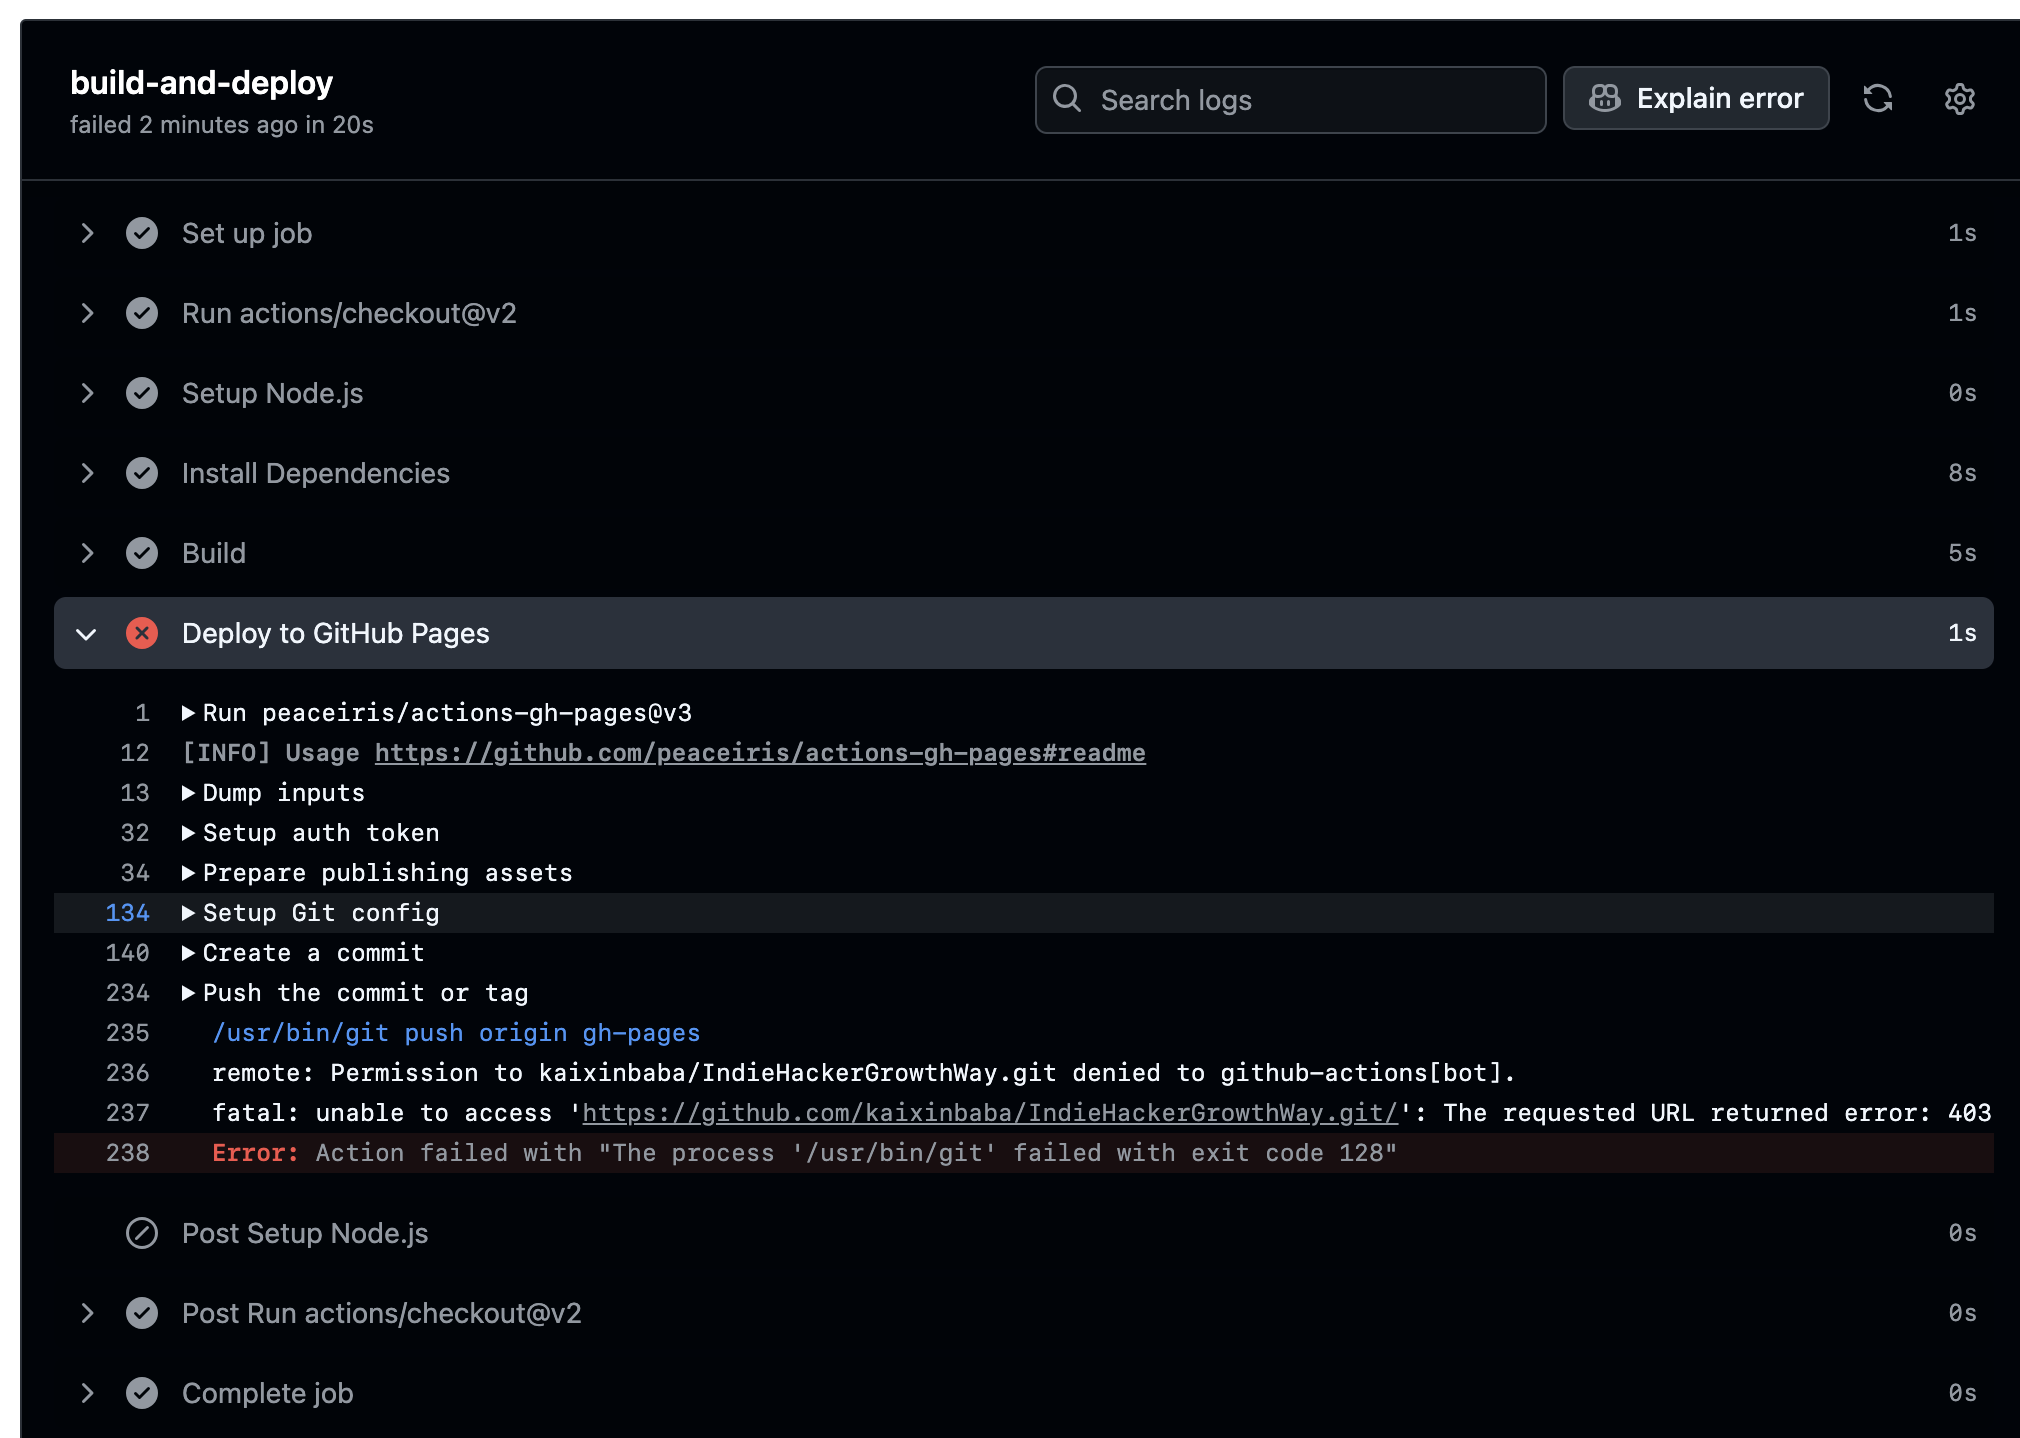 build-and-deploy
failed 2 minutes ago in 20s
Search logs
Explain error
Set up job 1s
Run actions/checkout@v2 1s
Setup Node.js 0s
Install Dependencies 8s
Build 5s
Deploy to GitHub Pages 1s
1 Run peaceiris/actions-gh-pages@v3
12 [INFO] Usage https://github.com/peaceiris/actions-gh-pages#readme
13 Dump inputs
32 Setup auth token
34 Prepare publishing assets
134 Setup Git config
140 Create a commit
234 Push the commit or tag
235 /usr/bin/git push origin gh-pages
236 remote: Permission to kaixinbaba/IndieHackerGrowthWay.git denied to github-actions[bot].
237 fatal: unable to access 'https://github.com/kaixinbaba/IndieHackerGrowthWay.git/': The requested URL returned error: 403
238 Error: Action failed with "The process '/usr/bin/git' failed with exit code 128"
Post Setup Node.js 0s
Post Run actions/checkout@v2 0s
Complete job 0s